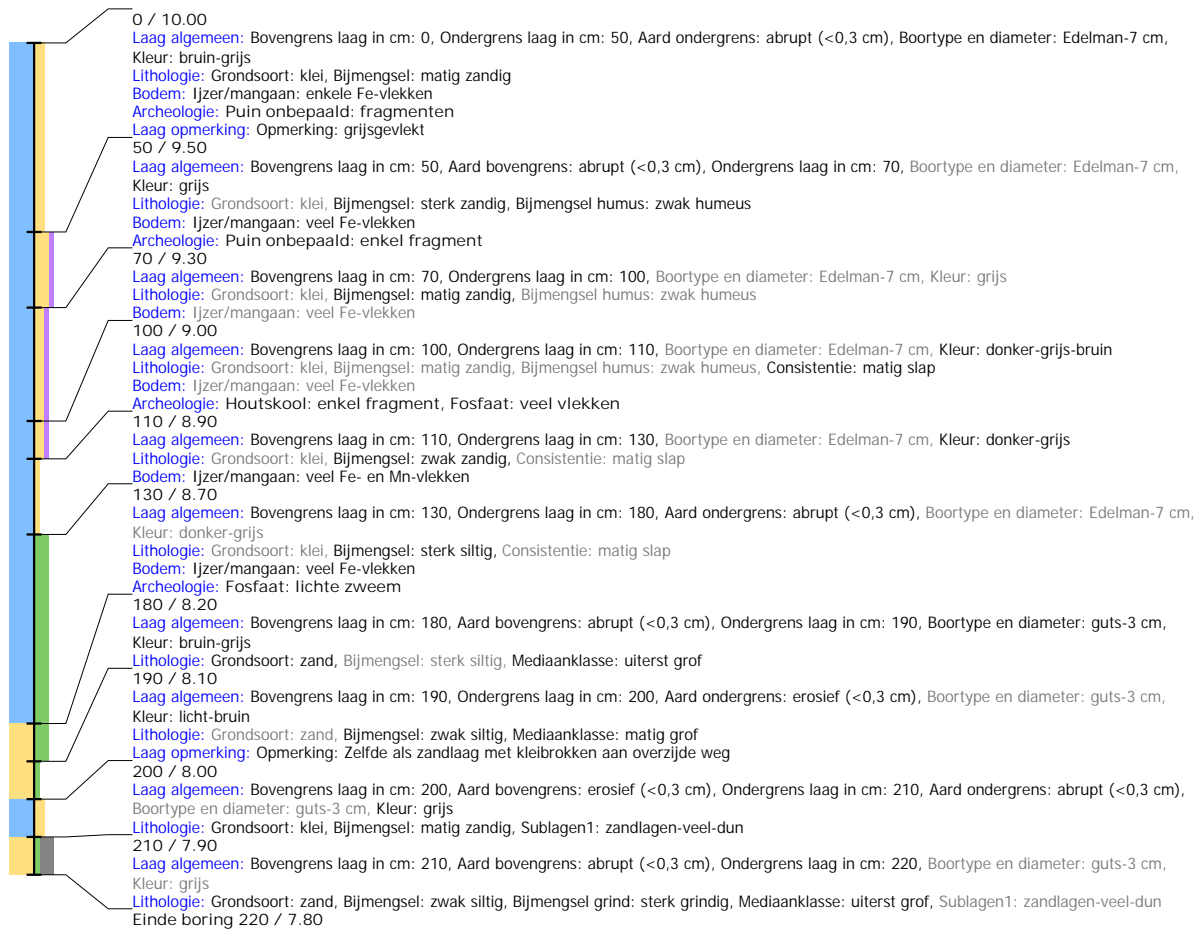 0 / 10.00
Laag algemeen: Bovengrens laag in cm: 0, Ondergrens laag in cm: 50, Aard ondergrens: abrupt (<0,3 cm), Boortype en diameter: Edelman-7 cm,
Kleur: bruin-grijs
Lithologie: Grondsoort: klei, Bijmengsel: matig zandig
Bodem: Ijzer/mangaan: enkele Fe-vlekken
Archeologie: Puin onbepaald: fragmenten
Laag opmerking: Opmerking: grijsgevlekt
50 / 9.50
Laag algemeen: Bovengrens laag in cm: 50, Aard bovengrens: abrupt (<0,3 cm), Ondergrens laag in cm: 70, Boortype en diameter: Edelman-7 cm,
Kleur: grijs
Lithologie: Grondsoort: klei, Bijmengsel: sterk zandig, Bijmengsel humus: zwak humeus
Bodem: Ijzer/mangaan: veel Fe-vlekken
Archeologie: Puin onbepaald: enkel fragment
70 / 9.30
Laag algemeen: Bovengrens laag in cm: 70, Ondergrens laag in cm: 100, Boortype en diameter: Edelman-7 cm, Kleur: grijs
Lithologie: Grondsoort: klei, Bijmengsel: matig zandig, Bijmengsel humus: zwak humeus
Bodem: Ijzer/mangaan: veel Fe-vlekken
100 / 9.00
Laag algemeen: Bovengrens laag in cm: 100, Ondergrens laag in cm: 110, Boortype en diameter: Edelman-7 cm, Kleur: donker-grijs-bruin
Lithologie: Grondsoort: klei, Bijmengsel: matig zandig, Bijmengsel humus: zwak humeus, Consistentie: matig slap
Bodem: Ijzer/mangaan: veel Fe-vlekken
Archeologie: Houtskool: enkel fragment, Fosfaat: veel vlekken
110 / 8.90
Laag algemeen: Bovengrens laag in cm: 110, Ondergrens laag in cm: 130, Boortype en diameter: Edelman-7 cm, Kleur: donker-grijs
Lithologie: Grondsoort: klei, Bijmengsel: zwak zandig, Consistentie: matig slap
Bodem: Ijzer/mangaan: veel Fe- en Mn-vlekken
130 / 8.70
Laag algemeen: Bovengrens laag in cm: 130, Ondergrens laag in cm: 180, Aard ondergrens: abrupt (<0,3 cm), Boortype en diameter: Edelman-7 cm,
Kleur: donker-grijs
Lithologie: Grondsoort: klei, Bijmengsel: sterk siltig, Consistentie: matig slap
Bodem: Ijzer/mangaan: veel Fe-vlekken
Archeologie: Fosfaat: lichte zweem
180 / 8.20
Laag algemeen: Bovengrens laag in cm: 180, Aard bovengrens: abrupt (<0,3 cm), Ondergrens laag in cm: 190, Boortype en diameter: guts-3 cm,
Kleur: bruin-grijs
Lithologie: Grondsoort: zand, Bijmengsel: sterk siltig, Mediaanklasse: uiterst grof
190 / 8.10
Laag algemeen: Bovengrens laag in cm: 190, Ondergrens laag in cm: 200, Aard ondergrens: erosief (<0,3 cm), Boortype en diameter: guts-3 cm,
Kleur: licht-bruin
Lithologie: Grondsoort: zand, Bijmengsel: zwak siltig, Mediaanklasse: matig grof
Laag opmerking: Opmerking: Zelfde als zandlaag met kleibrokken aan overzijde weg
200 / 8.00
Laag algemeen: Bovengrens laag in cm: 200, Aard bovengrens: erosief (<0,3 cm), Ondergrens laag in cm: 210, Aard ondergrens: abrupt (<0,3 cm),
Boortype en diameter: guts-3 cm, Kleur: grijs
Lithologie: Grondsoort: klei, Bijmengsel: matig zandig, Sublagen1: zandlagen-veel-dun
210 / 7.90
Laag algemeen: Bovengrens laag in cm: 210, Aard bovengrens: abrupt (<0,3 cm), Ondergrens laag in cm: 220, Boortype en diameter: guts-3 cm,
Kleur: grijs
Lithologie: Grondsoort: zand, Bijmengsel: zwak siltig, Bijmengsel grind: sterk grindig, Mediaanklasse: uiterst grof, Sublagen1: zandlagen-veel-dun
Einde boring 220 / 7.80